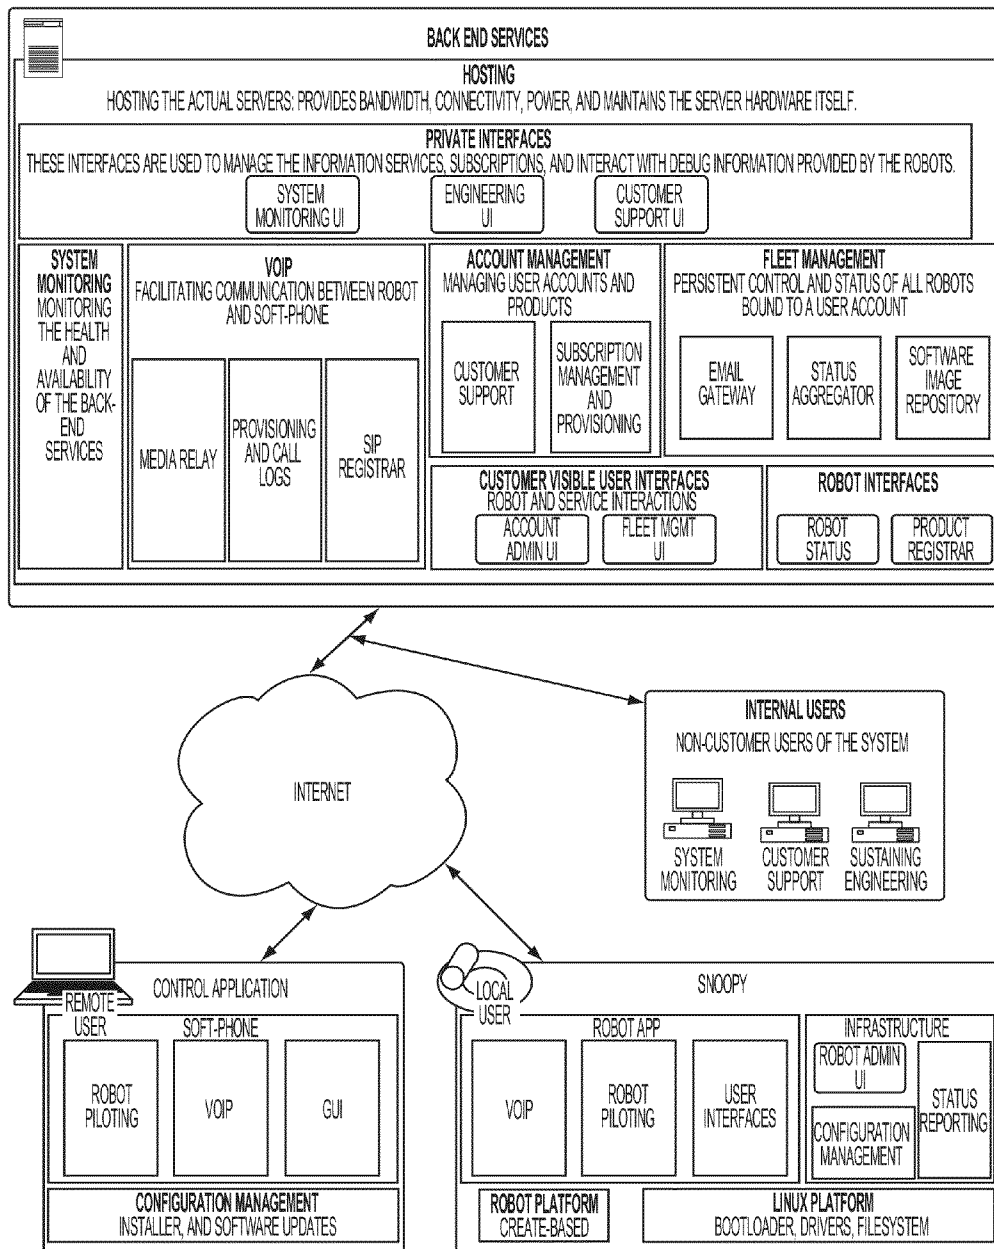 BACK END SERVICES
HOSTING
HOSTING THE ACTUAL SERVERS: PROVIDES BANDWIDTH, CONNECTIVITY, POWER, AND MAINTAINS THE SERVER HARDWARE ITSELF.
PRIVATE INTERFACES
THESE INTERFACES ARE USED TO MANAGE THE INFORMATION SERVICES, SUBSCRIPTIONS, AND INTERACT WITH DEBUG INFORMATION PROVIDED BY THE ROBOTS.
SYSTEM
MONITORING UI
ENGINEERING
UI
CUSTOMER
SUPPORT UI
SYSTEM
MONITORING
MONITORING
THE HEALTH
AND
AVAILABILITY
OF THE BACK-
END
SERVICES
VOIP
FACILITATING COMMUNICATION BETWEEN ROBOT
AND SOFT-PHONE
MEDIA RELAY
PROVISIONING
AND CALL
LOGS
SIP
REGISTRAR
ACCOUNT MANAGEMENT
MANAGING USER ACCOUNTS AND
PRODUCTS
CUSTOMER
SUPPORT
SUBSCRIPTION
MANAGEMENT
AND
PROVISIONING
FLEET MANAGEMENT
PERSISTENT CONTROL AND STATUS OF ALL ROBOTS
BOUND TO A USER ACCOUNT
EMAIL
GATEWAY
STATUS
AGGREGATOR
SOFTWARE
IMAGE
REPOSITORY
CUSTOMER VISIBLE USER INTERFACES
ROBOT AND SERVICE INTERACTIONS
ACCOUNT
ADMIN UI
FLEET MGMT
UI
ROBOT INTERFACES
ROBOT
STATUS
PRODUCT
REGISTRAR
INTERNET
INTERNAL USERS
NON-CUSTOMER USERS OF THE SYSTEM
SYSTEM
MONITORING
CUSTOMER
SUPPORT
SUSTAINING
ENGINEERING
CONTROL APPLICATION
REMOTE
USER
SOFT-PHONE
ROBOT
PILOTING
VOIP
GUI
CONFIGURATION MANAGEMENT
INSTALLER, AND SOFTWARE UPDATES
SNOOPY
LOCAL
USER
ROBOT APP
VOIP
ROBOT
PILOTING
USER
INTERFACES
INFRASTRUCTURE
ROBOT ADMIN
UI
CONFIGURATION
MANAGEMENT
STATUS
REPORTING
ROBOT PLATFORM
CREATE-BASED
LINUX PLATFORM
BOOTLOADER, DRIVERS, FILESYSTEM